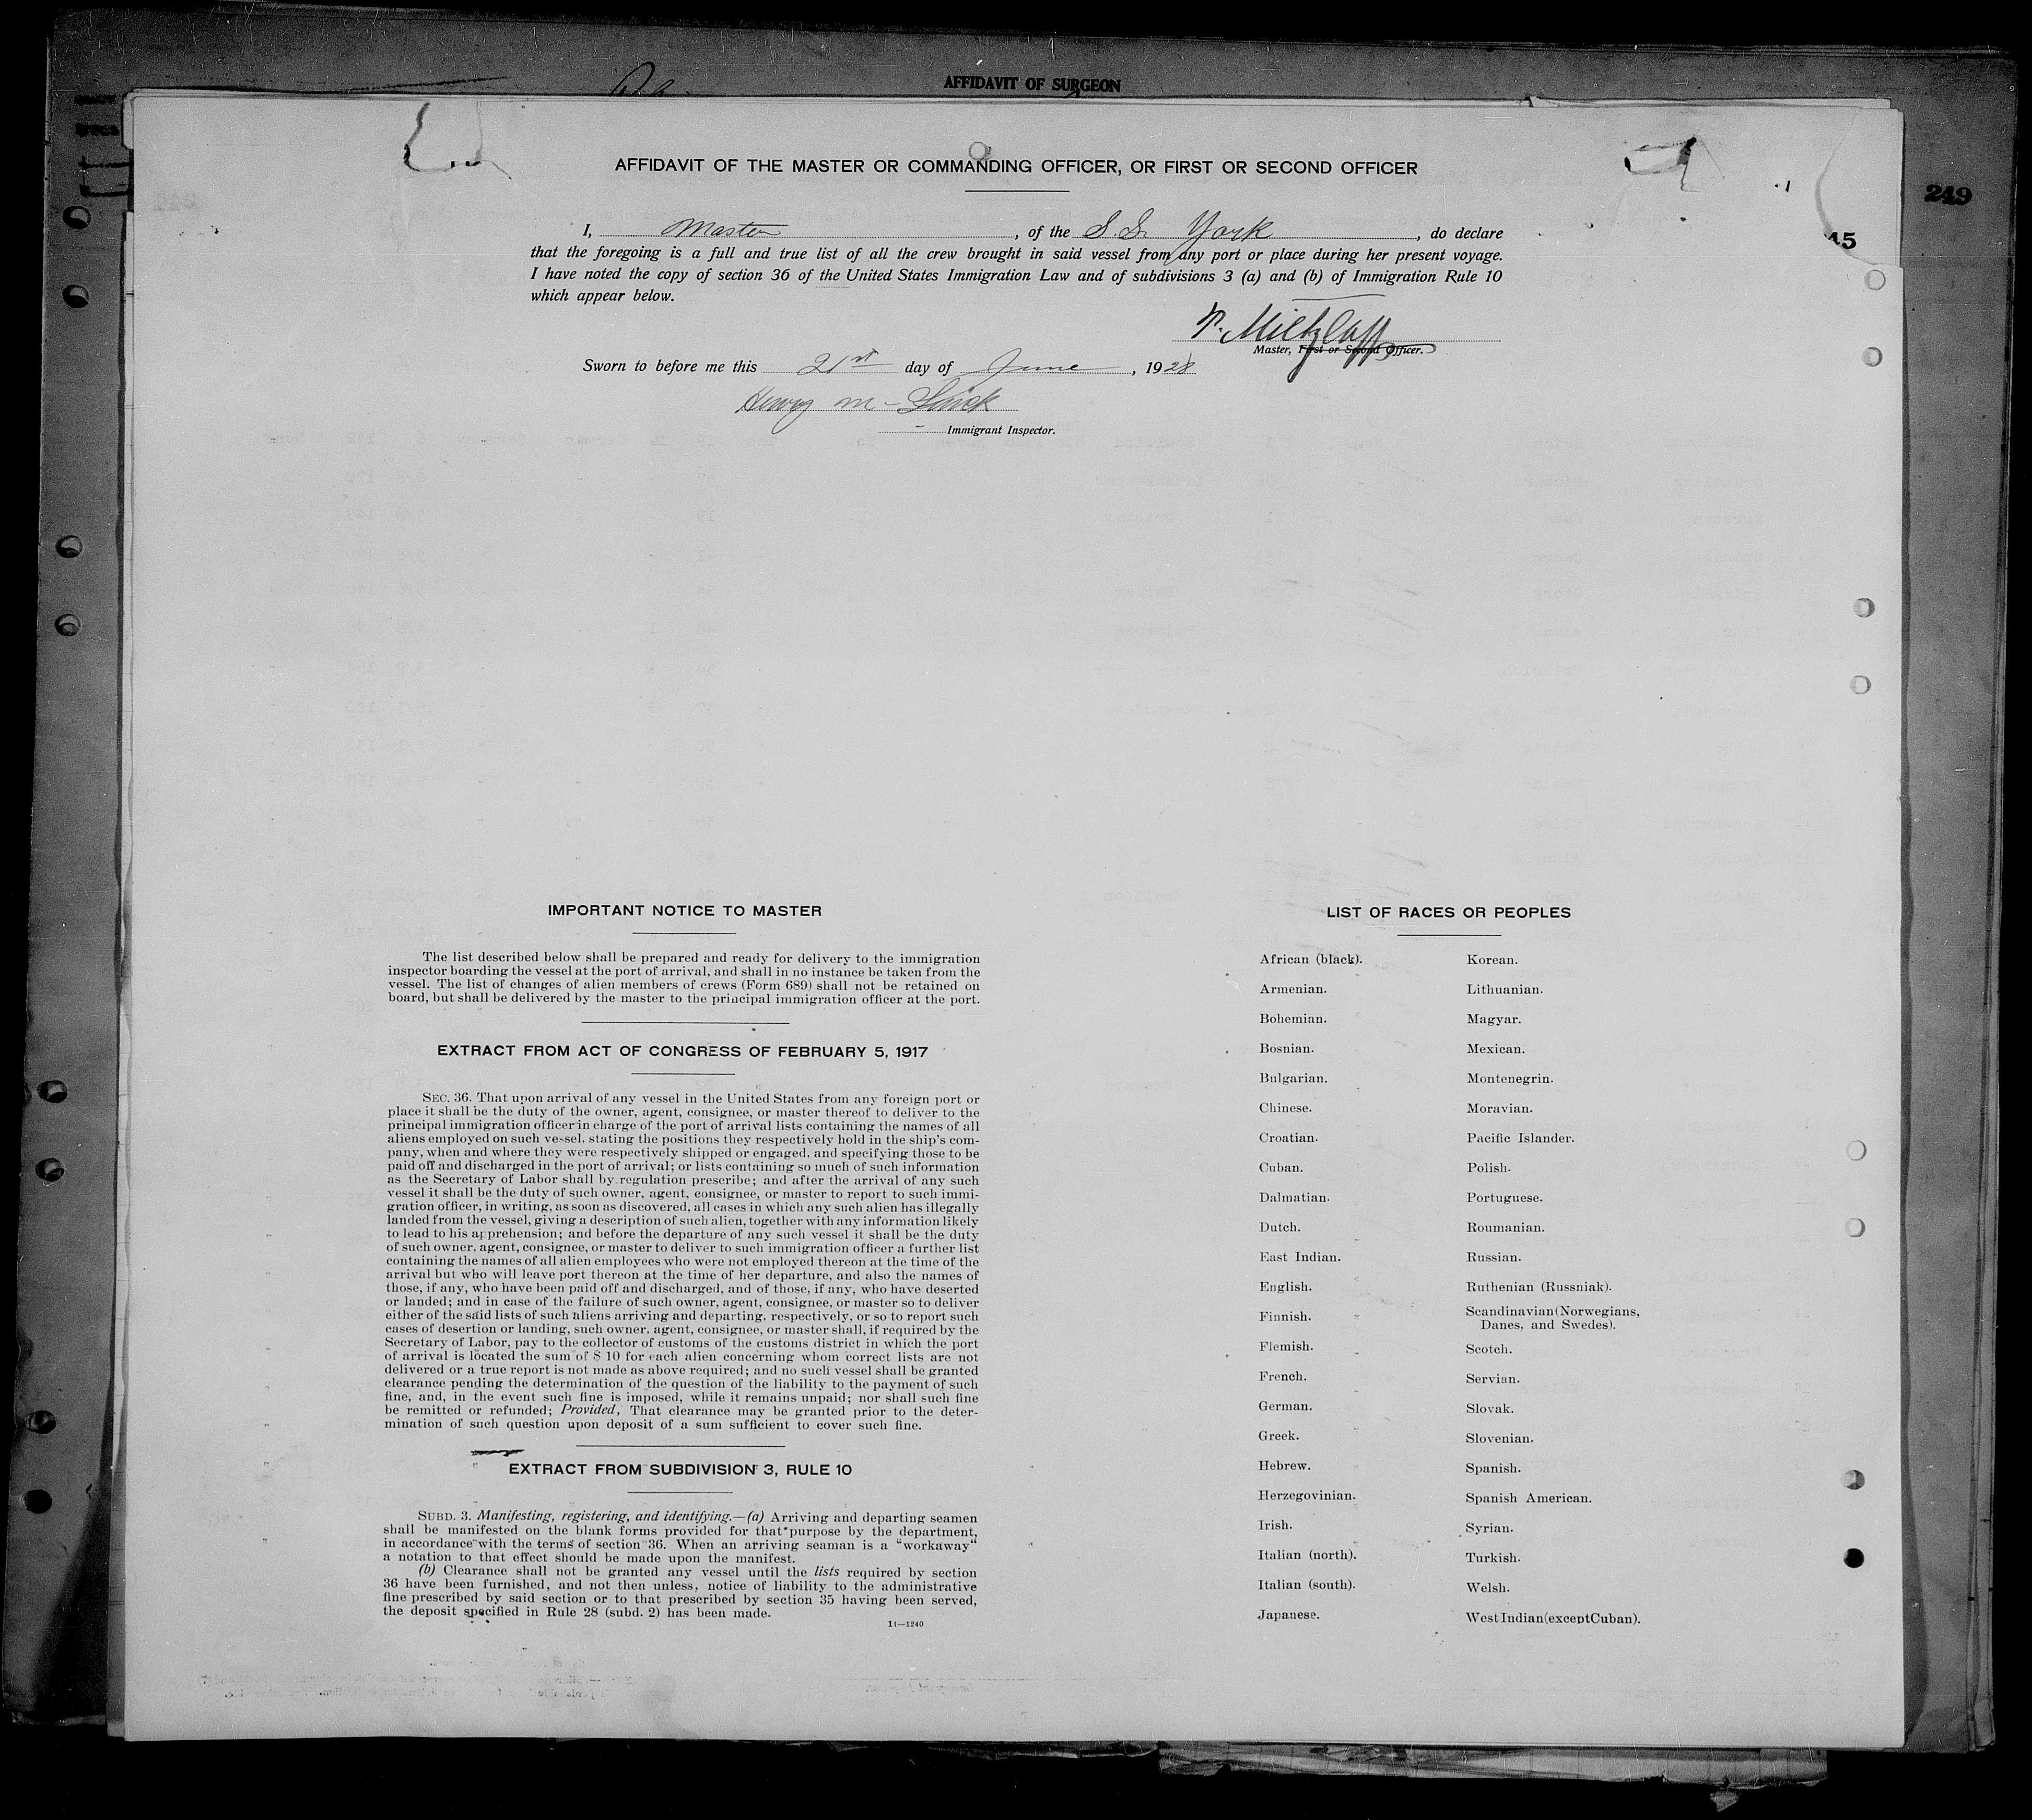 AFFIDAVIT OF SURGEON
249
AFFIDAVIT OF THE MASTER OR COMMANDING OFFICER, OR FIRST OR SECOND OFFICER
45
I, Master, of the S.S. York, do declare
that the foregoing is a full and true list of all the crew brought in said vessel from any port or place during her present voyage.
I have noted the copy of section 36 of the United States Immigration Law and of subdivisions 3 (a) and (b) of Immigration Rule 10
which appear below.
Master, First or Second Officer.
Sworn to before me this 21st day of June, 1928
Henry M-
Immigrant Inspector.
IMPORTANT NOTICE TO MASTER
The list described below shall be prepared and ready for delivery to the immigration
inspector boarding the vessel at the port of arrival, and shall in no instance be taken from the
vessel. The list of changes of alien members of crews (Form 689) shall not be retained on
board, but shall be delivered by the master to the principal immigration officer at the port.
EXTRACT FROM ACT OF CONGRESS OF FEBRUARY 5, 1917
SEC. 36. That upon arrival of any vessel in the United States from any foreign port or
place it shall be the duty of the owner, agent, consignee, or master thereof to deliver to the
principal immigration officer in charge of the port of arrival lists containing the names of all
aliens employed on such vessel, stating the positions they respectively hold in the ship's com-
pany, when and where they were respectively shipped or engaged, and specifying those to be
paid off and discharged in the port of arrival; or lists containing so much of such information
as the Secretary of Labor shall by regulation prescribe; and after the arrival of any such
vessel it shall be the duty of such owner, agent, consignee, or master to report to such immi-
gration officer, in writing, as soon as discovered, all cases in which any such alien has illegally
landed from the vessel, giving a description of such alien, together with any information likely
to lead to his apprehension; and before the departure of any such vessel it shall be the duty
of such owner, agent, consignee, or master to deliver to such immigration officer a further list
containing the names of all alien employees who were not employed thereon at the time of the
arrival but who will leave port thereon at the time of her departure, and also the names of
those, if any, who have been paid off and discharged, and of those, if any, who have deserted
or landed; and in case of the failure of such owner, agent, consignee, or master so to deliver
either of the said lists of such aliens arriving and departing, respectively, or so to report such
cases of desertion or landing, such owner, agent, consignee, or master shall, if required by the
Secretary of Labor, pay to the collector of customs of the customs district in which the port
of arrival is located the sum of $ 10 for each alien concerning whom correct lists are not
delivered or a true report is not made as above required; and no such vessel shall be granted
clearance pending the determination of the question of the liability to the payment of such
fine, and, in the event such fine is imposed, while it remains unpaid; nor shall such fine
be remitted or refunded; Provided, That clearance may be granted prior to the deter-
mination of such question upon deposit of a sum sufficient to cover such fine.
EXTRACT FROM SUBDIVISION 3, RULE 10
SUBD. 3. Manifesting, registering, and identifying.—(a) Arriving and departing seamen
shall be manifested on the blank forms provided for that purpose by the department,
in accordance with the terms of section 36. When an arriving seaman is a “workaway“
a notation to that effect should be made upon the manifest.
(b) Clearance shall not be granted any vessel until the lists required by section
36 have been furnished, and not then unless, notice of liability to the administrative
fine prescribed by said section or to that prescribed by section 35 having been served,
the deposit specified in Rule 28 (subd. 2) has been made.
11—1240
LIST OF RACES OR PEOPLES
African (black).
Armenian.
Bohemian.
Bosnian.
Bulgarian.
Chinese.
Croatian.
Cuban.
Dalmatian.
Dutch.
East Indian.
English.
Finnish.
Flemish.
French.
German.
Greek.
Hebrew.
Herzegovinian.
Irish.
Italian (north).
Italian (south).
Japanese.
Korean.
Lithuanian.
Magyar.
Mexican.
Montenegrin.
Moravian.
Pacific Islander.
Polish.
Portuguese.
Roumanian.
Russian.
Ruthenian (Russniak).
Scandinavian (Norwegians,
Danes, and Swedes).
Scotch.
Servian.
Slovak.
Slovenian.
Spanish.
Spanish American.
Syrian.
Turkish.
Welsh.
West Indian (except Cuban).